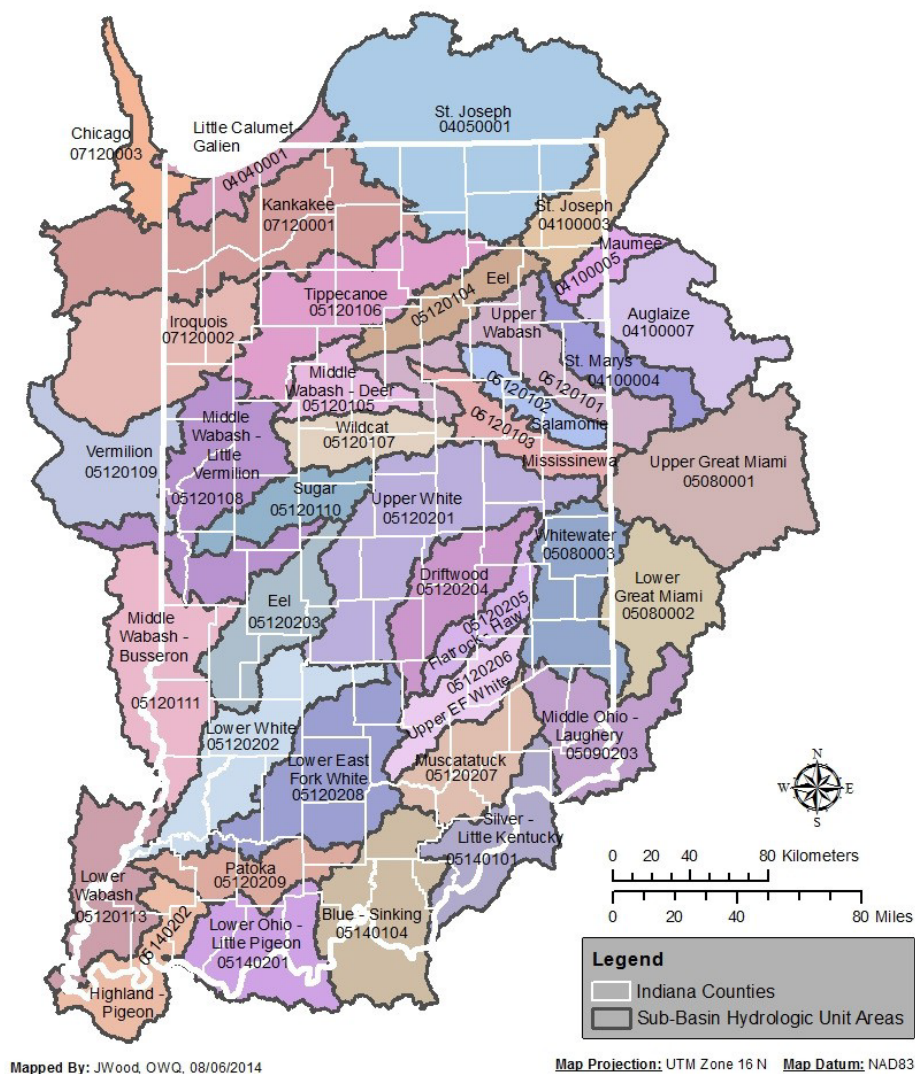 St. Joseph
04050001
Chicago
07120003
Little Calumet -
Galien
04040001
Kankakee
07120001
St. Joseph
04100003
Maumee
04100005
Eel
05120104
Tippecanoe
05120106
Upper
Wabash
05120101
Auglaize
04100007
Iroquois
07120002
St. Marys
04100004
Middle
Wabash - Deer
05120105
05120102
Salamonie
05120103
Mississinewa
Wildcat
05120107
Middle
Wabash -
Little
Vermilion
05120108
Vermilion
05120109
Upper Great Miami
05080001
Sugar
05120110
Upper White
05120201
Whitewater
05080003
Driftwood
05120204
Lower
Great Miami
05080002
05120205
Flatrock - Haw
Eel
05120203
Middle
Wabash -
Busseron
05120111
05120206
Upper EF White
Lower White
05120202
Middle Ohio -
Laughery
05090203
Lower East
Fork White
05120208
Muscatatuck
05120207
Silver -
Little Kentucky
05140101
Patoka
05120209
Lower
Wabash
05120113
05140202
Highland -
Pigeon
Lower Ohio -
Little Pigeon
05140201
Blue - Sinking
05140104
N
W E
S
0 20 40 80 Kilometers
0 20 40 80 Miles
Legend
Indiana Counties
Sub-Basin Hydrologic Unit Areas
Mapped By: JWood, OWQ, 08/06/2014
Map Projection: UTM Zone 16 N Map Datum: NAD83